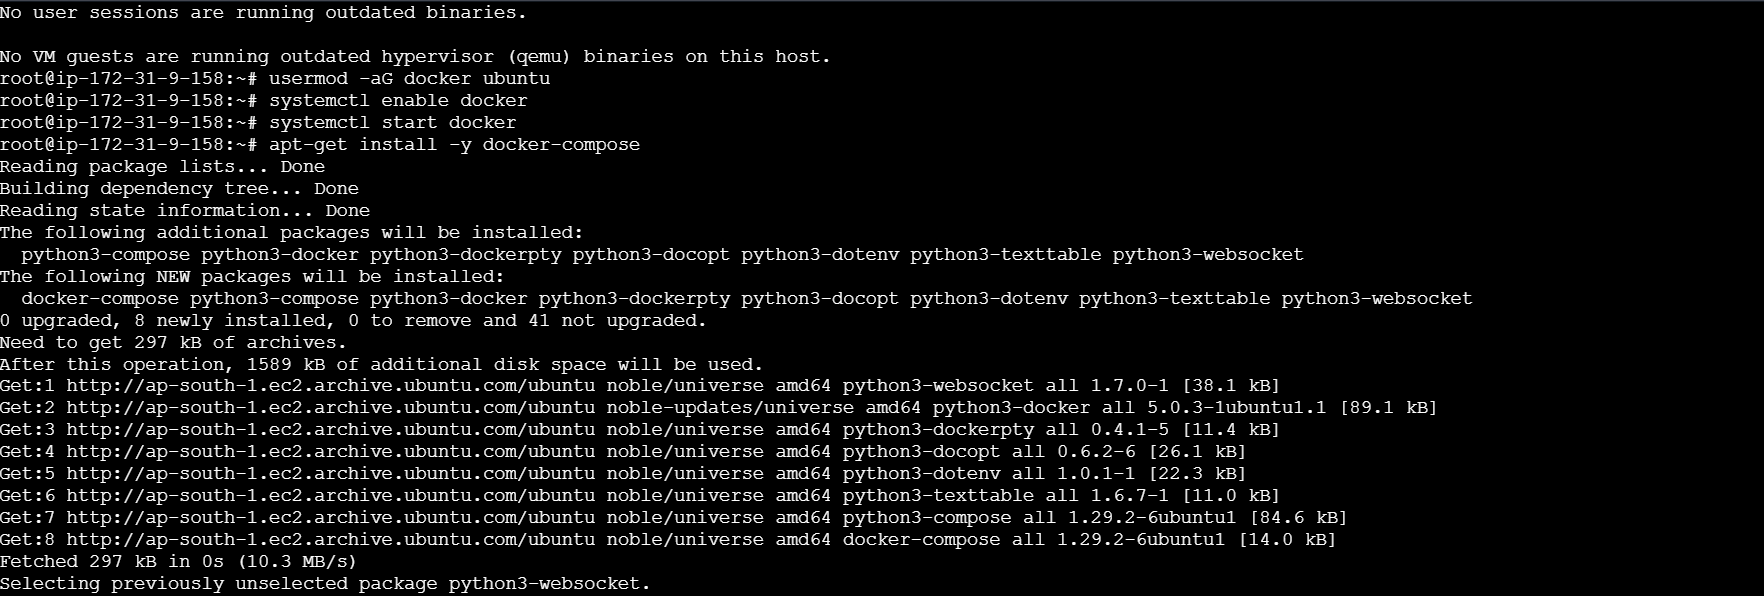 No user sessions are running outdated binaries.

No VM guests are running outdated hypervisor (qemu) binaries on this host.
root@ip-172-31-9-158:~# usermod -aG docker ubuntu
root@ip-172-31-9-158:~# systemctl enable docker
root@ip-172-31-9-158:~# systemctl start docker
root@ip-172-31-9-158:~# apt-get install -y docker-compose
Reading package lists... Done
Building dependency tree... Done
Reading state information... Done
The following additional packages will be installed:
  python3-compose python3-docker python3-dockerpty python3-docopt python3-dotenv python3-texttable python3-websocket
The following NEW packages will be installed:
  docker-compose python3-compose python3-docker python3-dockerpty python3-docopt python3-dotenv python3-texttable python3-websocket
0 upgraded, 8 newly installed, 0 to remove and 41 not upgraded.
Need to get 297 kB of archives.
After this operation, 1589 kB of additional disk space will be used.
Get:1 http://ap-south-1.ec2.archive.ubuntu.com/ubuntu noble/universe amd64 python3-websocket all 1.7.0-1 [38.1 kB]
Get:2 http://ap-south-1.ec2.archive.ubuntu.com/ubuntu noble-updates/universe amd64 python3-docker all 5.0.3-1ubuntu1.1 [89.1 kB]
Get:3 http://ap-south-1.ec2.archive.ubuntu.com/ubuntu noble/universe amd64 python3-dockerpty all 0.4.1-5 [11.4 kB]
Get:4 http://ap-south-1.ec2.archive.ubuntu.com/ubuntu noble/universe amd64 python3-docopt all 0.6.2-6 [26.1 kB]
Get:5 http://ap-south-1.ec2.archive.ubuntu.com/ubuntu noble/universe amd64 python3-dotenv all 1.0.1-1 [22.3 kB]
Get:6 http://ap-south-1.ec2.archive.ubuntu.com/ubuntu noble/universe amd64 python3-texttable all 1.6.7-1 [11.0 kB]
Get:7 http://ap-south-1.ec2.archive.ubuntu.com/ubuntu noble/universe amd64 python3-compose all 1.29.2-6ubuntu1 [84.6 kB]
Get:8 http://ap-south-1.ec2.archive.ubuntu.com/ubuntu noble/universe amd64 docker-compose all 1.29.2-6ubuntu1 [14.0 kB]
Fetched 297 kB in 0s (10.3 MB/s)
Selecting previously unselected package python3-websocket.